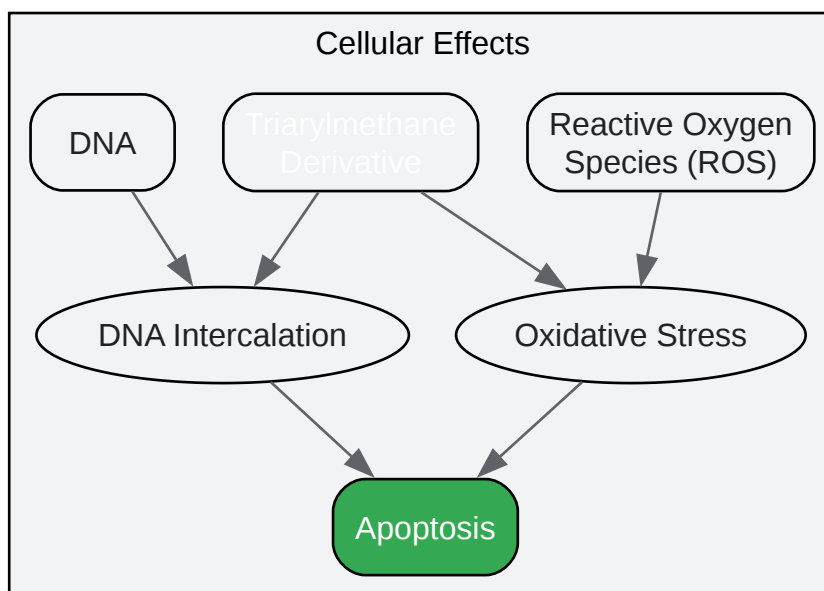 Cellular Effects
DNA
Triarylmethane
Derivative
Reactive Oxygen
Species (ROS)
DNA Intercalation
Oxidative Stress
Apoptosis